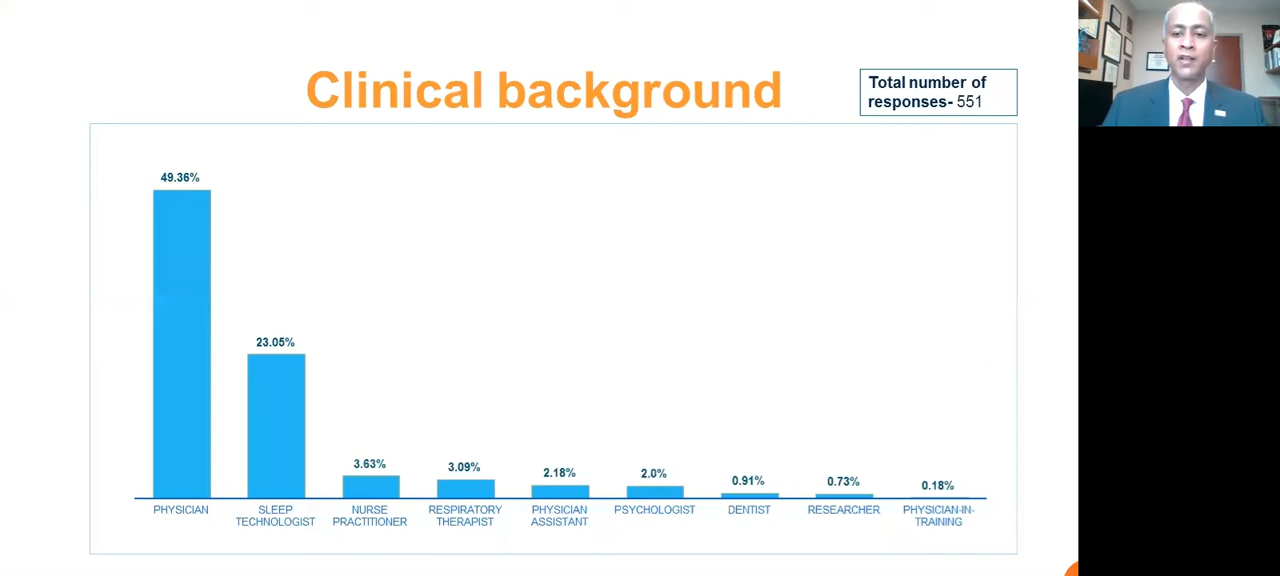 Clinical background
Total number of
responses- 551
49.36%
23.05%
3.63%
3.09%
2.18%
2.0%
0.91%
0.73%
0.18%
PHYSICIAN
SLEEP
TECHNOLOGIST
NURSE
PRACTITIONER
RESPIRATORY
THERAPIST
PHYSICIAN
ASSISTANT
PSYCHOLOGIST
DENTIST
RESEARCHER
PHYSICIAN-IN-
TRAINING